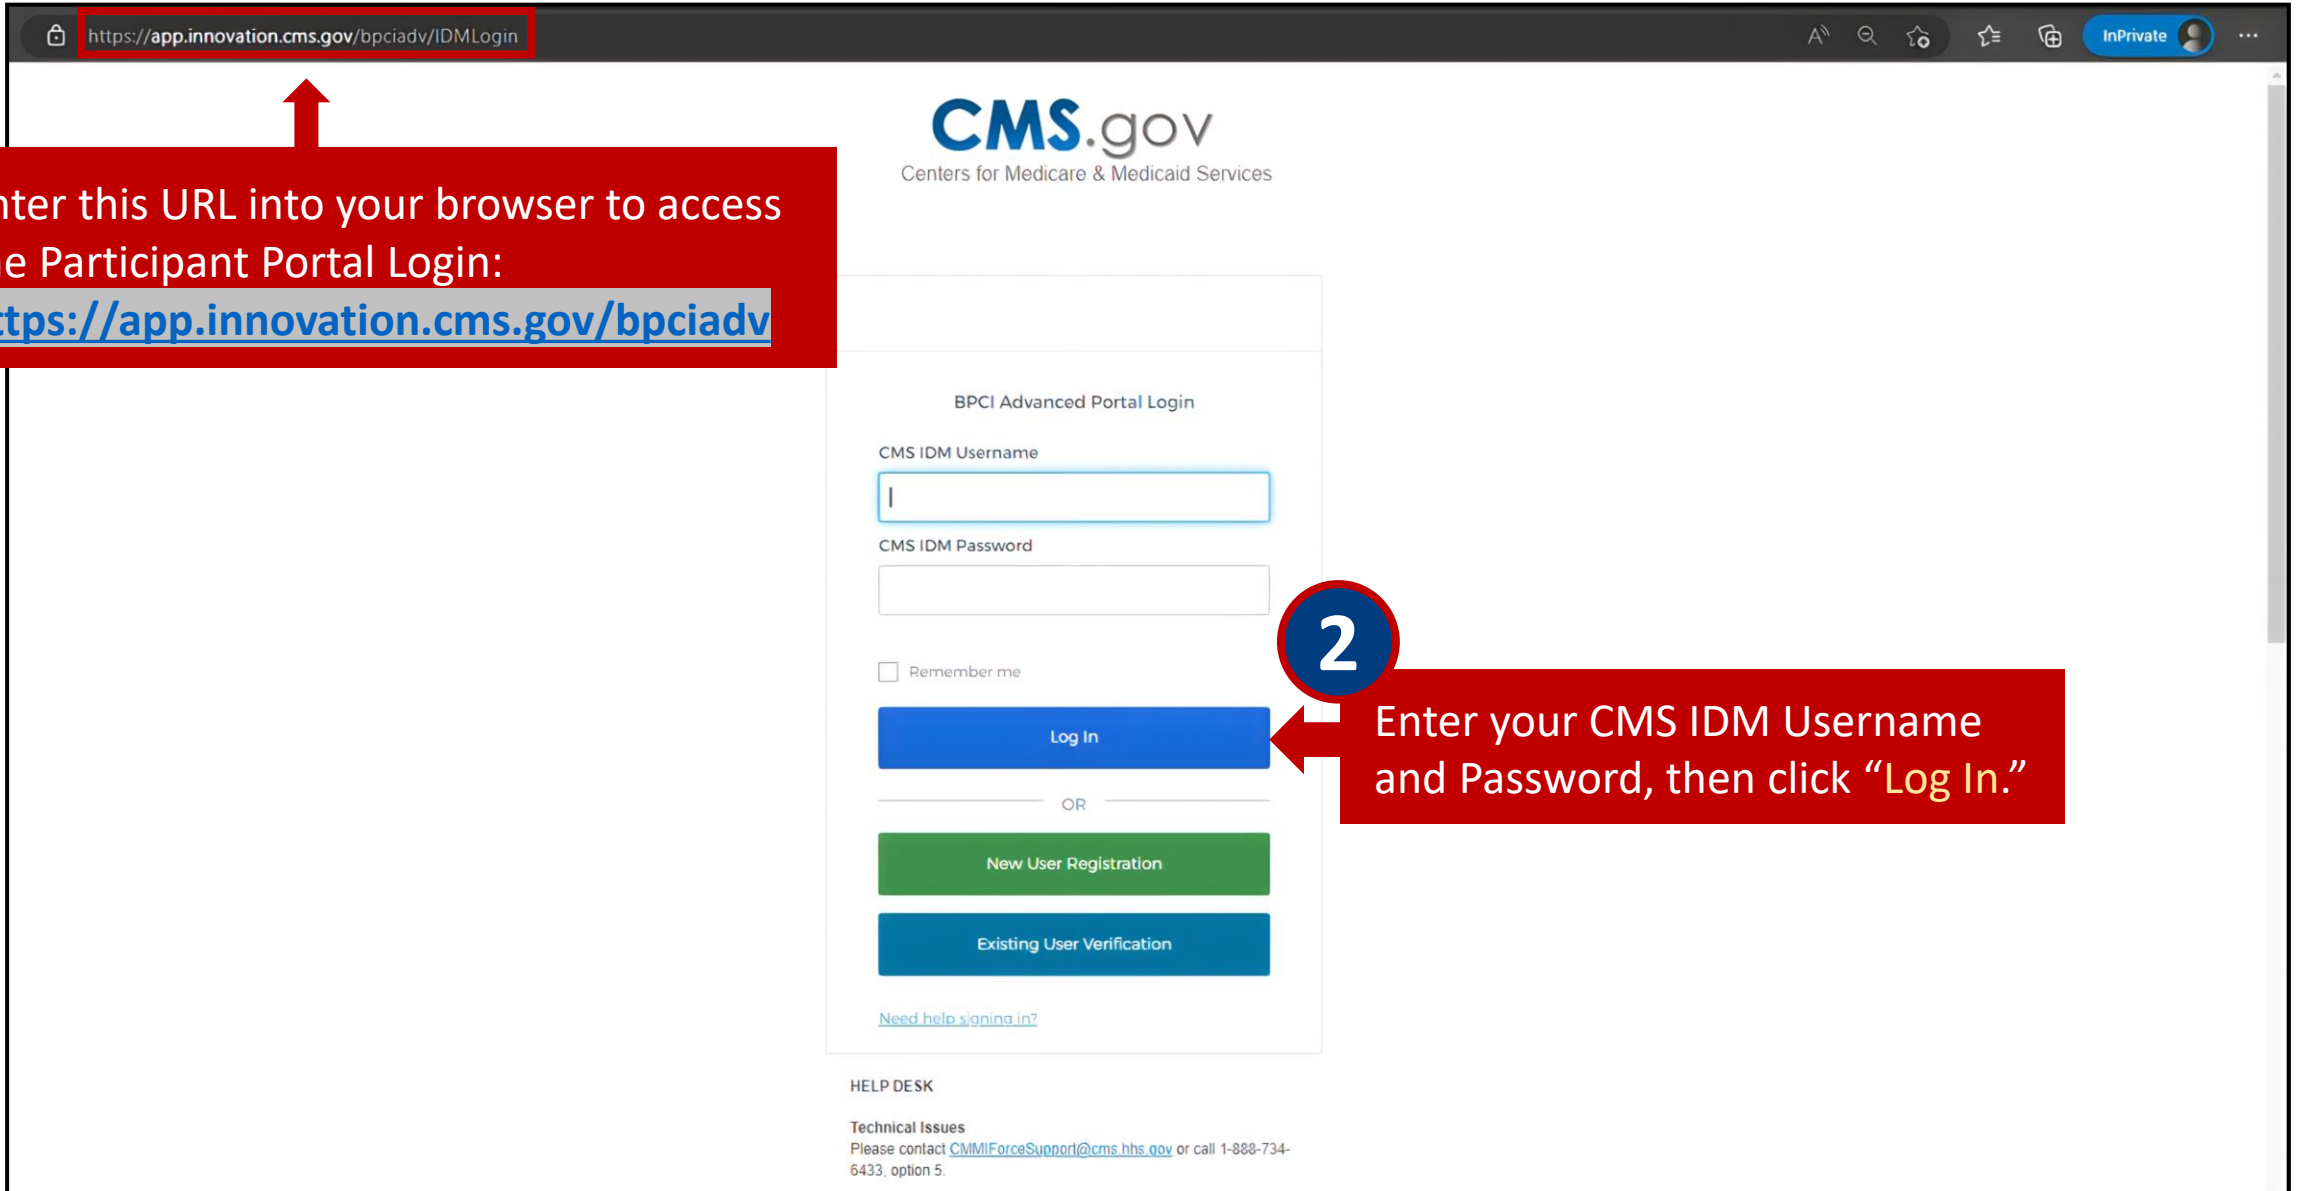 https://app.innovation.cms.gov/bpciadv/IDMLogin
InPrivate
CMS.gov
Centers for Medicare & Medicaid Services
nter this URL into your browser to access
e Participant Portal Login:
ttps://app.innovation.cms.gov/bpciadv
BPCI Advanced Portal Login
CMS IDM Username
CMS IDM Password
2
Remember me
Log In
Enter your CMS IDM Username
and Password, then click “Log In.”
OR
New User Registration
Existing User Verification
Need help signing in?
HELP DESK
Technical Issues
Please contact CMMIForceSupport@cms.hhs.gov or call 1-888-734-
6433, option 5.